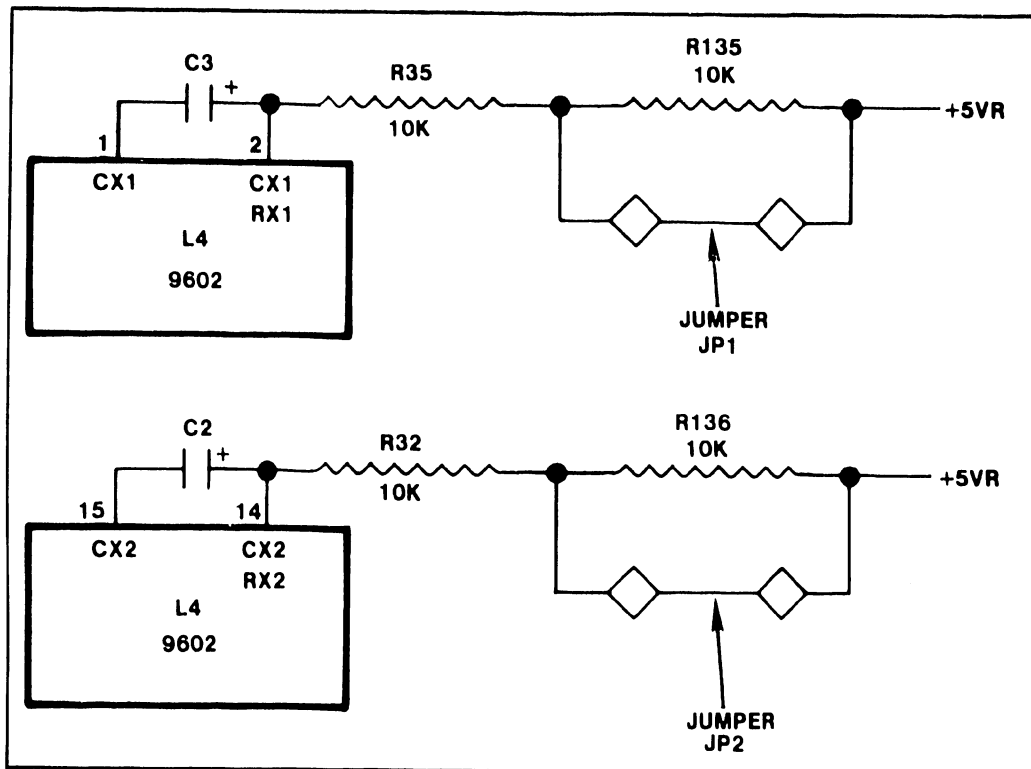 C3
+
R35
10K
R135
10K
+5VR
1
2
CX1
CX1
RX1
L4
9602
JUMPER
JP1
C2
+
R32
10K
R136
10K
+5VR
15
14
CX2
CX2
RX2
L4
9602
JUMPER
JP2